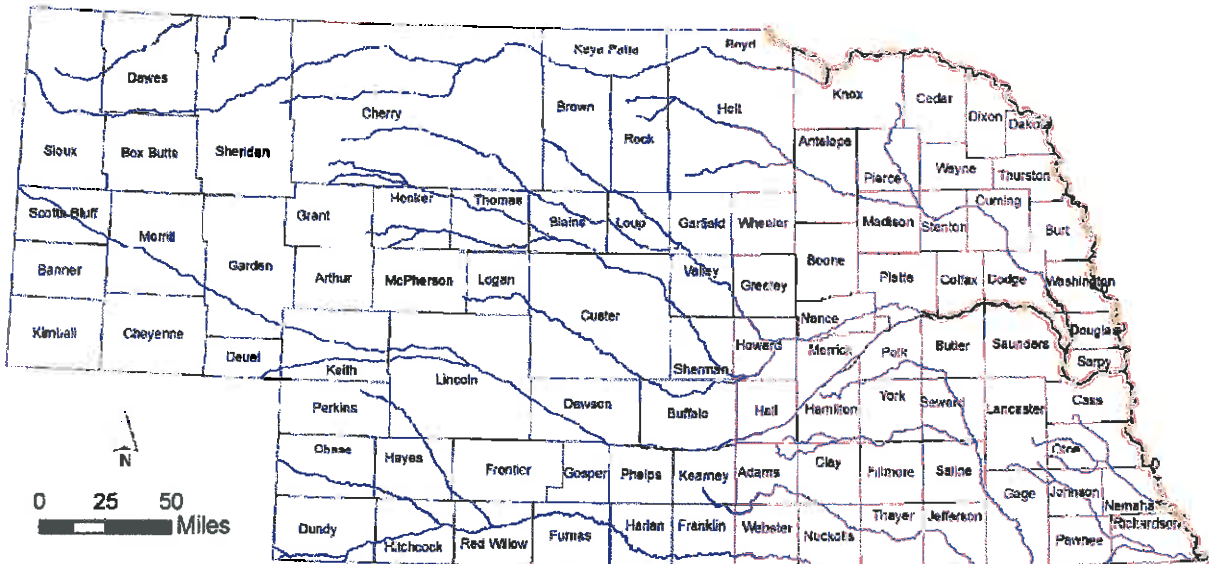 Boyd
Keya Paha
Dawes
Knox
Cedar
Cherry
Brown
Holt
Dixon
Dakota
Rock
Antelope
Sioux
Box Butte
Sheridan
Pierce
Wayne
Thurston
Hooker
Thomas
Cuming
Scotts Bluff
Grant
Blaine
Loup
Garfield
Wheeler
Madison
Stanton
Burt
Morrill
Banner
Garden
Arthur
McPherson
Logan
Valley
Greeley
Boone
Platte
Colfax
Dodge
Washington
Custer
Nance
Kimball
Cheyenne
Deuel
Howard
Merrick
Polk
Butler
Saunders
Douglas
Sarpy
Keith
Lincoln
Sherman
Perkins
Dawson
Buffalo
Hall
Hamilton
York
Seward
Lancaster
Cass
N
Chase
Hayes
Frontier
Gosper
Phelps
Kearney
Adams
Clay
Fillmore
Saline
Otoe
0 25 50
Miles
Gage
Johnson
Nemaha
Dundy
Hitchcock
Red Willow
Furnas
Harlan
Franklin
Webster
Nuckolls
Thayer
Jefferson
Pawnee
Richardson